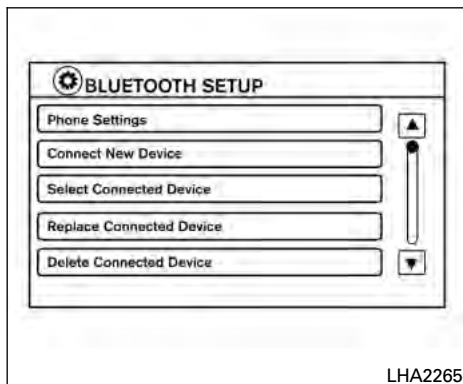 BLUETOOTH SETUP
Phone Settings
Connect New Device
Select Connected Device
Replace Connected Device
Delete Connected Device
LHA2265